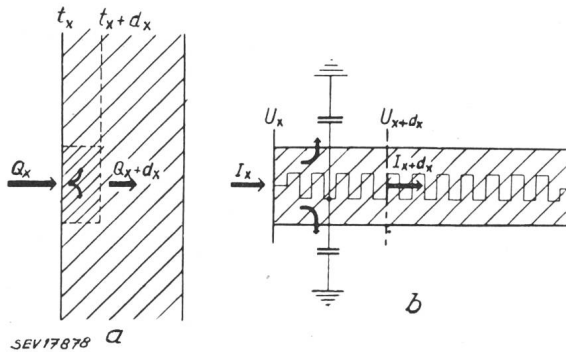 t_x t_x+d_x
U_x U_x+d_x
Q_x Q_x+d_x I_x I_x+d_x
a b
SEV17878